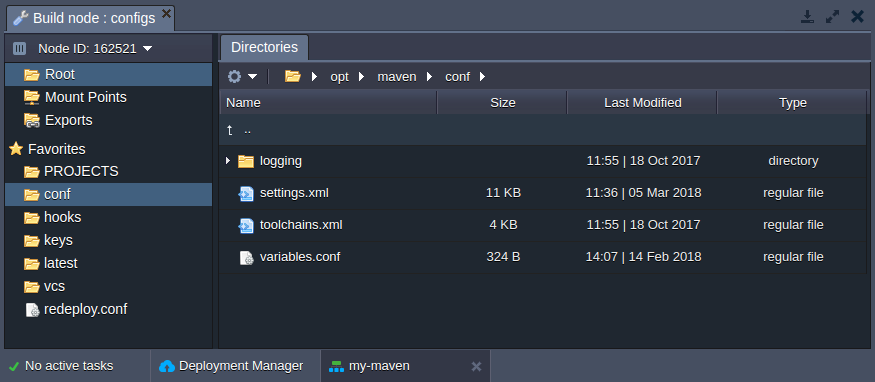 Build node : configs
Node ID: 162521
Root
Mount Points
Exports
Favorites
PROJECTS
conf
hooks
keys
latest
vcs
redeploy.conf
Directories
opt maven conf
Name Size Last Modified Type
..
logging 11:55 | 18 Oct 2017 directory
settings.xml 11 KB 11:36 | 05 Mar 2018 regular file
toolchains.xml 4 KB 11:55 | 18 Oct 2017 regular file
variables.conf 324 B 14:07 | 14 Feb 2018 regular file
No active tasks Deployment Manager my-maven